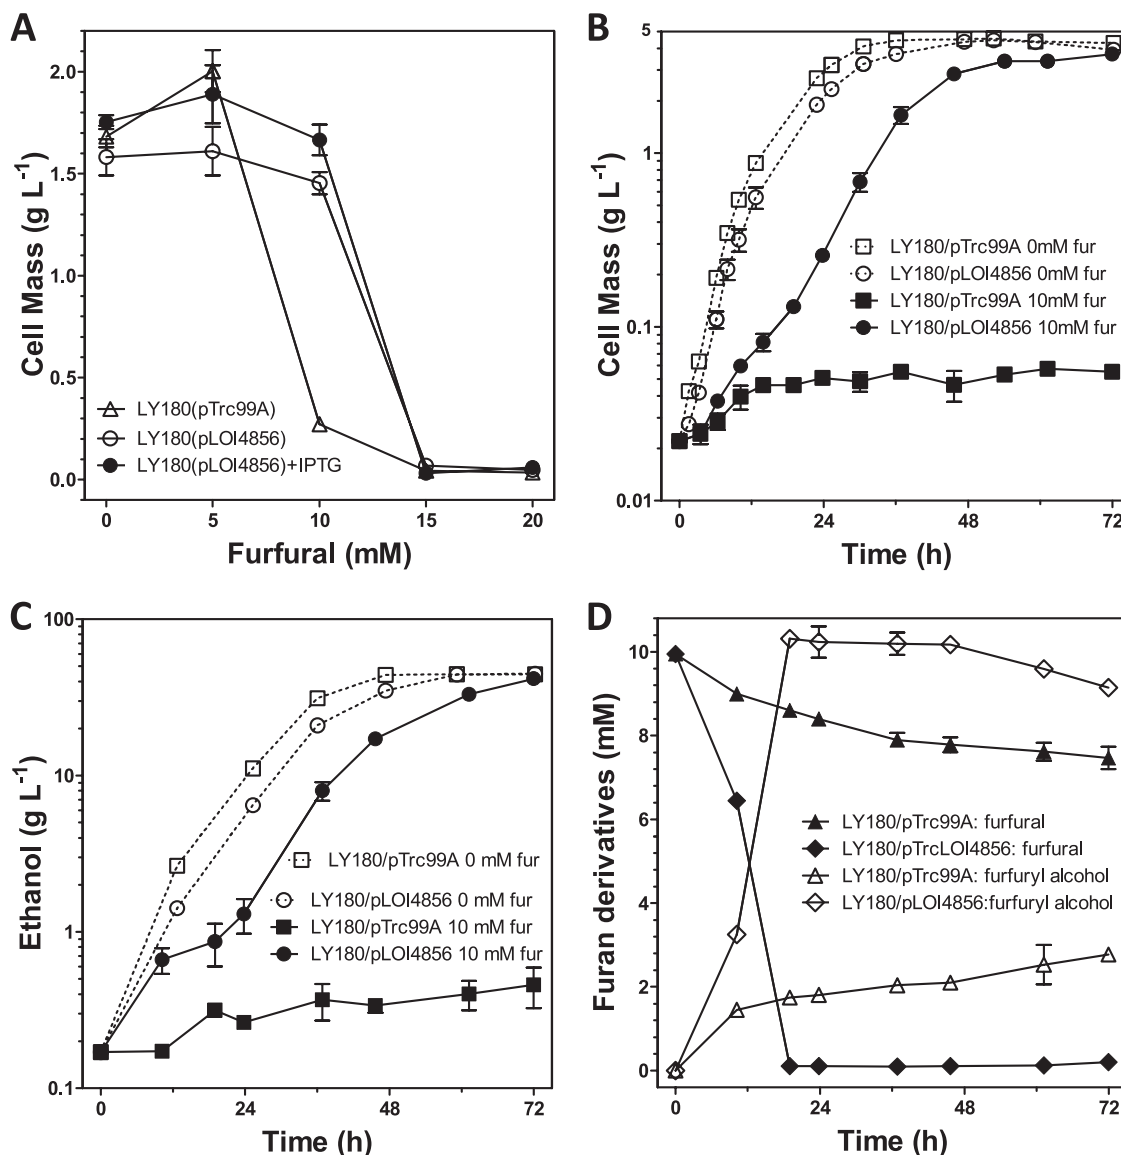 A
Cell Mass (g L⁻¹)
2.0
1.5
1.0
0.5
0.0
LY180(pTrc99A)
LY180(pLOI4856)
LY180(pLOI4856)+IPTG
0 5 10 15 20
Furfural (mM)
B
Cell Mass (g L⁻¹)
5
1
0.1
0.01
LY180/pTrc99A 0mM fur
LY180/pLOI4856 0mM fur
LY180/pTrc99A 10mM fur
LY180/pLOI4856 10mM fur
0 24 48 72
Time (h)
C
Ethanol (g L⁻¹)
100
10
1
0.1
LY180/pTrc99A 0 mM fur
LY180/pLOI4856 0 mM fur
LY180/pTrc99A 10 mM fur
LY180/pLOI4856 10 mM fur
0 24 48 72
Time (h)
D
Furan derivatives (mM)
10
8
6
4
2
0
LY180/pTrc99A: furfural
LY180/pTrcLOI4856: furfural
LY180/pTrc99A: furfuryl alcohol
LY180/pLOI4856:furfuryl alcohol
0 24 48 72
Time (h)